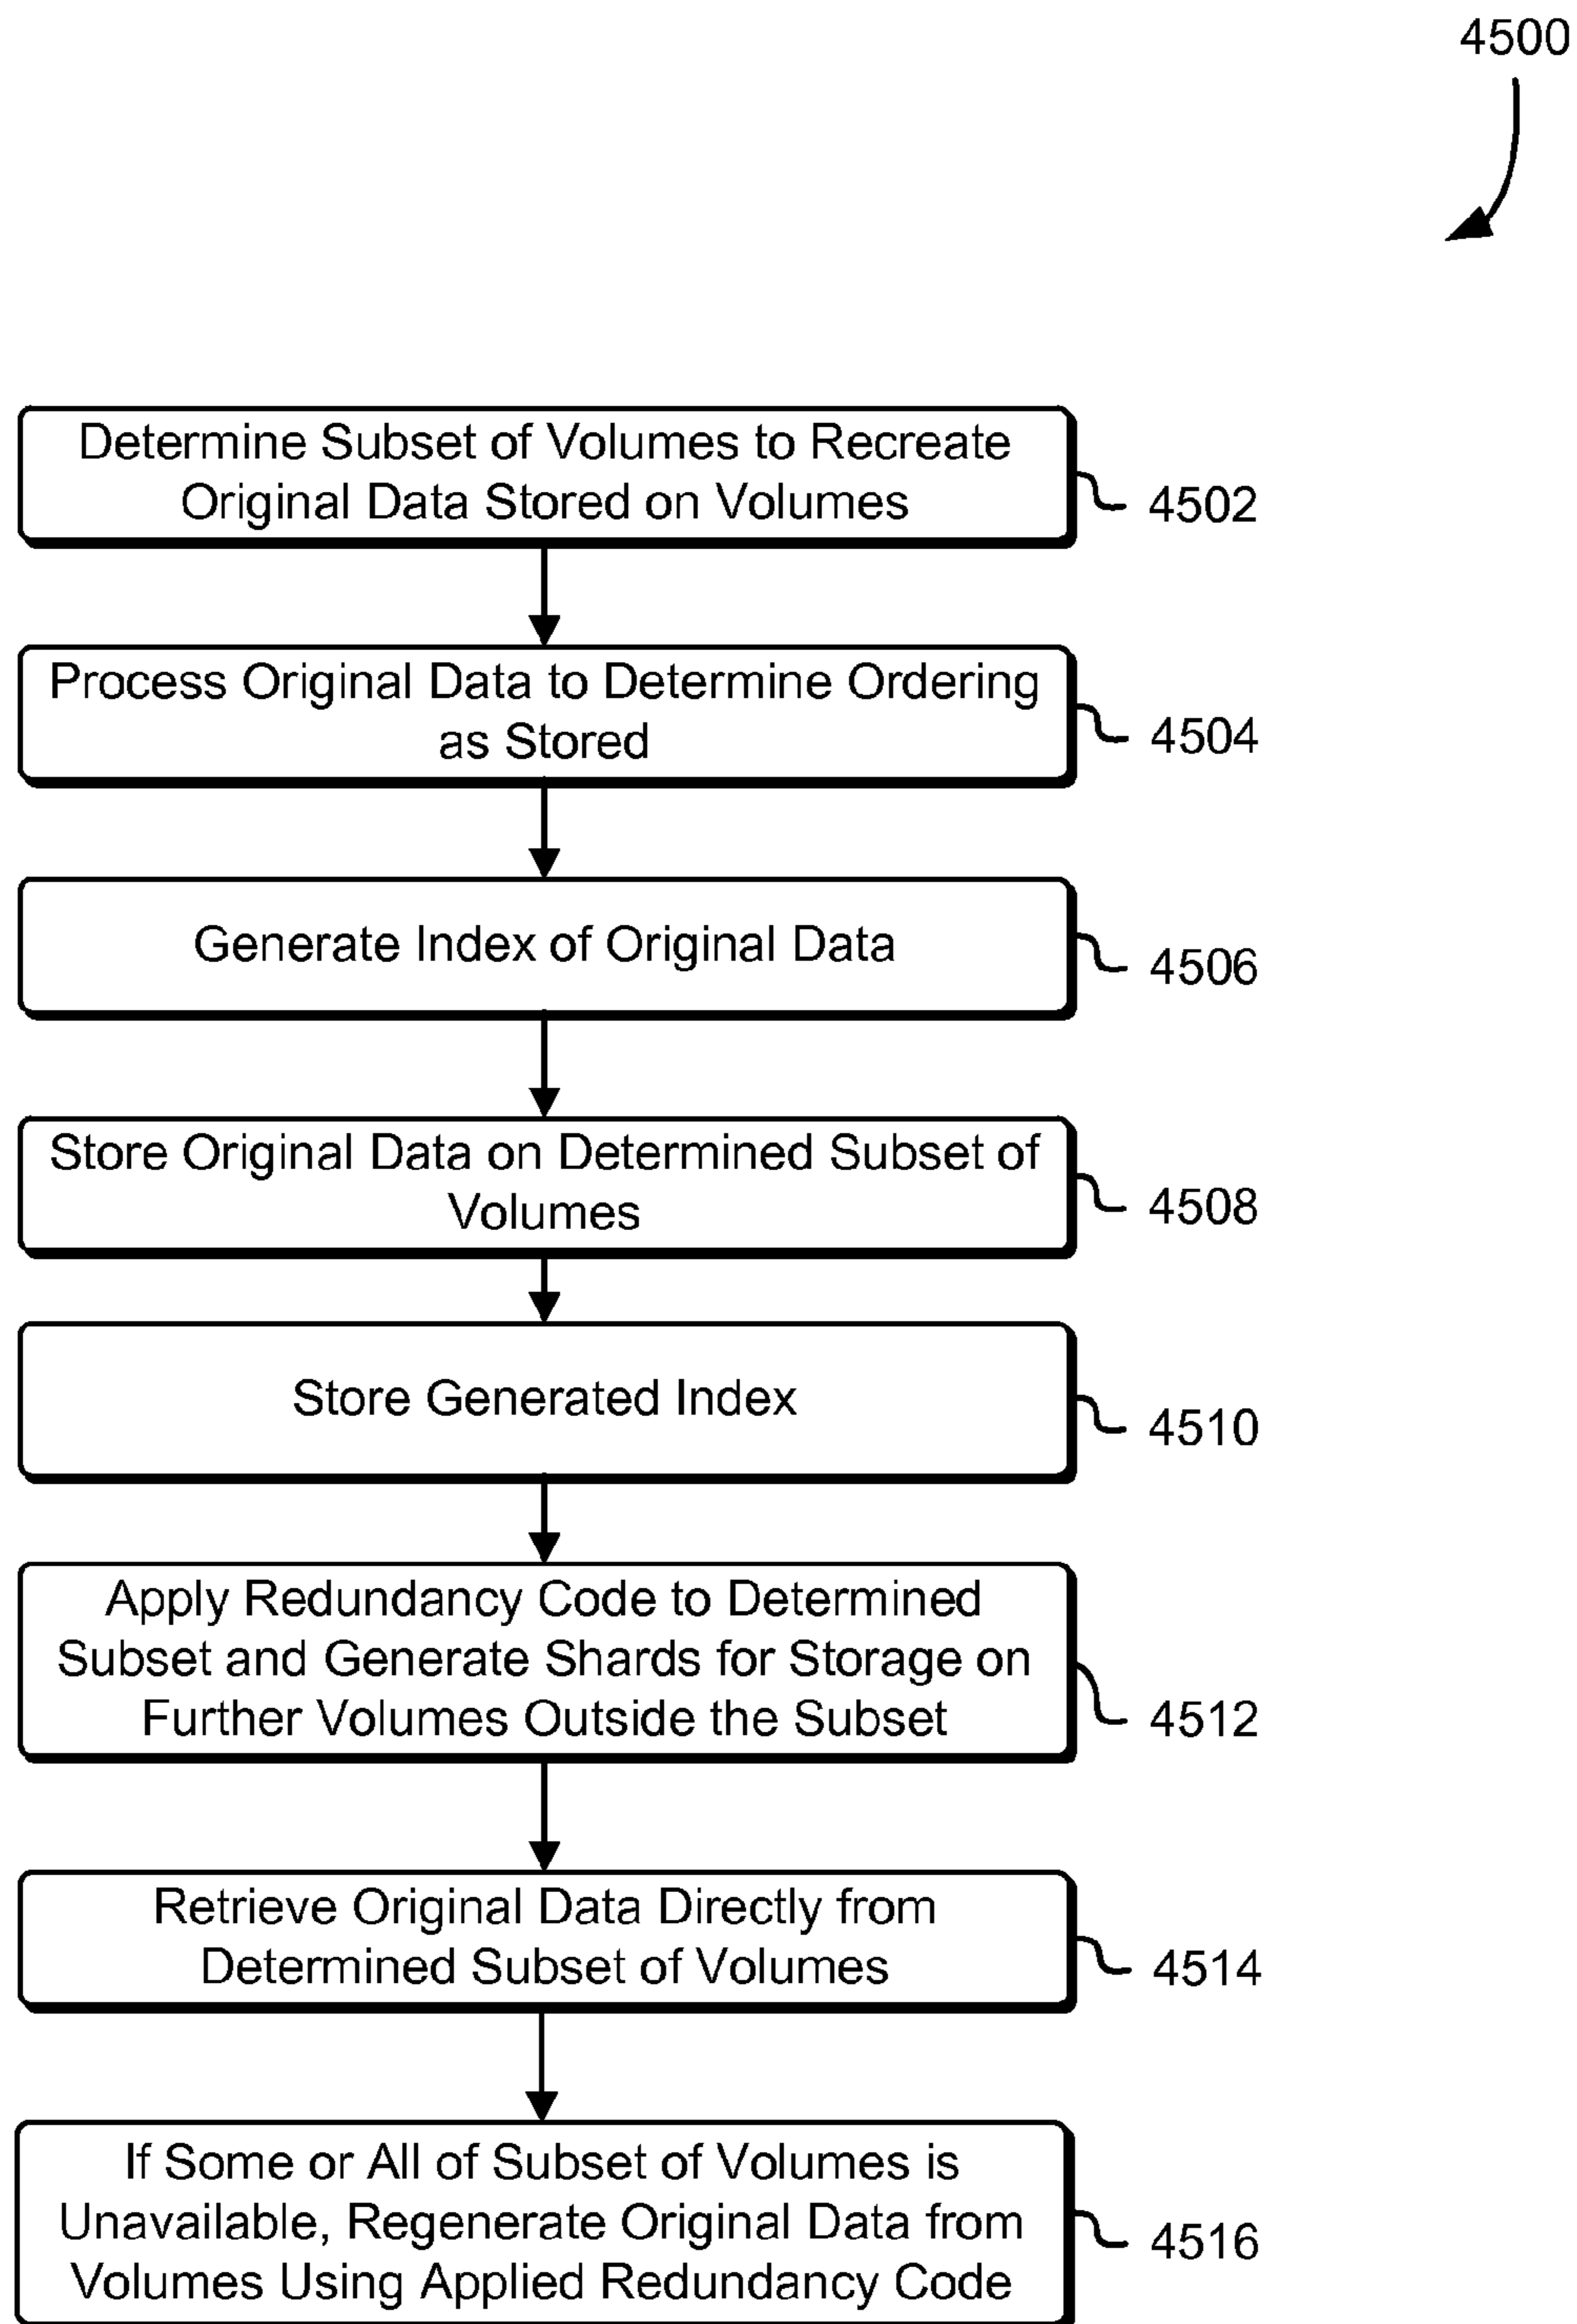 4500
Determine Subset of Volumes to Recreate
Original Data Stored on Volumes
4502
Process Original Data to Determine Ordering
as Stored
4504
Generate Index of Original Data
4506
Store Original Data on Determined Subset of
Volumes
4508
Store Generated Index
4510
Apply Redundancy Code to Determined
Subset and Generate Shards for Storage on
Further Volumes Outside the Subset
4512
Retrieve Original Data Directly from
Determined Subset of Volumes
4514
If Some or All of Subset of Volumes is
Unavailable, Regenerate Original Data from
Volumes Using Applied Redundancy Code
4516